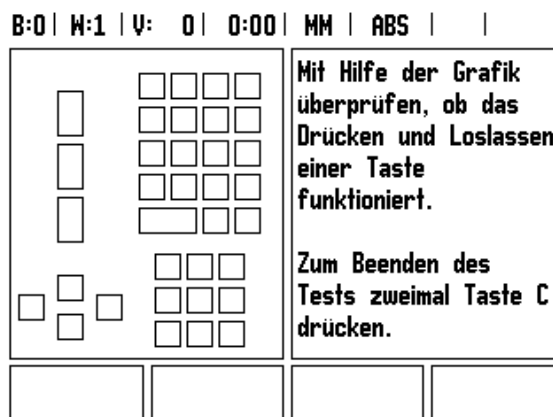 B:0 | W:1 | V: 0 | 0:00 | MM | ABS | |
Mit Hilfe der Grafik
überprüfen, ob das
Drücken und Loslassen
einer Taste
funktioniert.
Zum Beenden des
Tests zweimal Taste C
drücken.